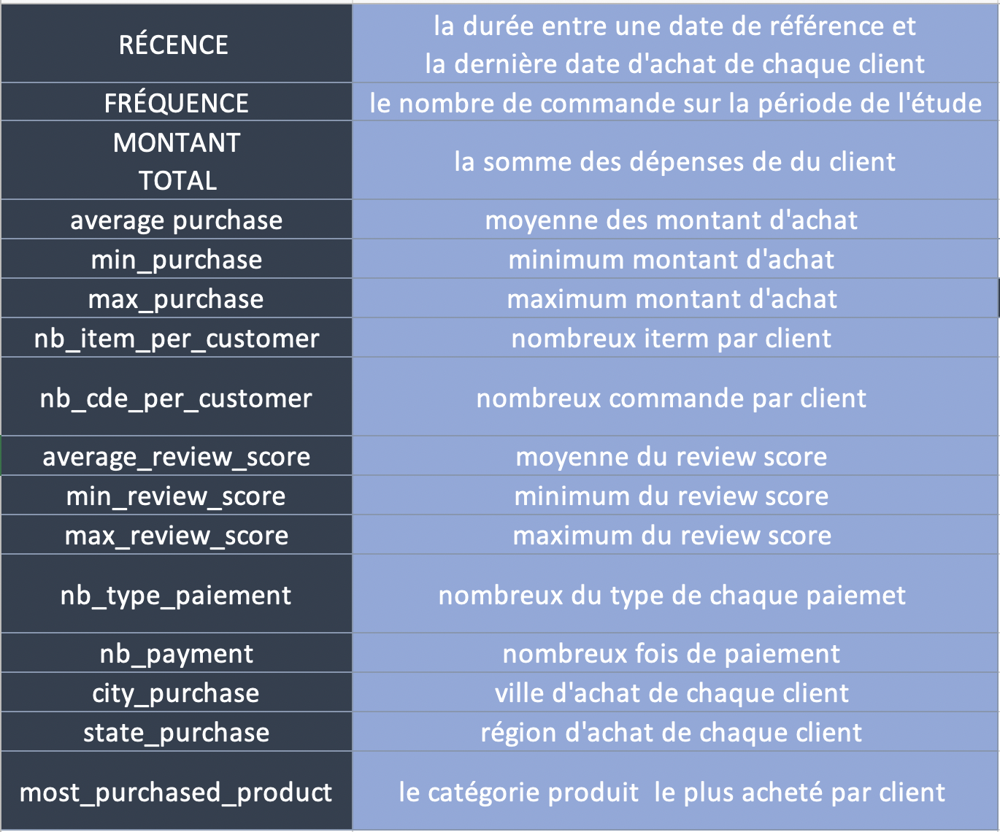 RÉCENCE
la durée entre une date de référence et
la dernière date d'achat de chaque client
FRÉQUENCE
le nombre de commande sur la période de l'étude
MONTANT
TOTAL
la somme des dépenses de du client
average purchase
moyenne des montant d'achat
min_purchase
minimum montant d'achat
max_purchase
maximum montant d'achat
nb_item_per_customer
nombreux iterm par client
nb_cde_per_customer
nombreux commande par client
average_review_score
moyenne du review score
min_review_score
minimum du review score
max_review_score
maximum du review score
nb_type_paiement
nombreux du type de chaque paiemet
nb_payment
nombreux fois de paiement
city_purchase
ville d'achat de chaque client
state_purchase
région d'achat de chaque client
most_purchased_product
le catégorie produit  le plus acheté par client